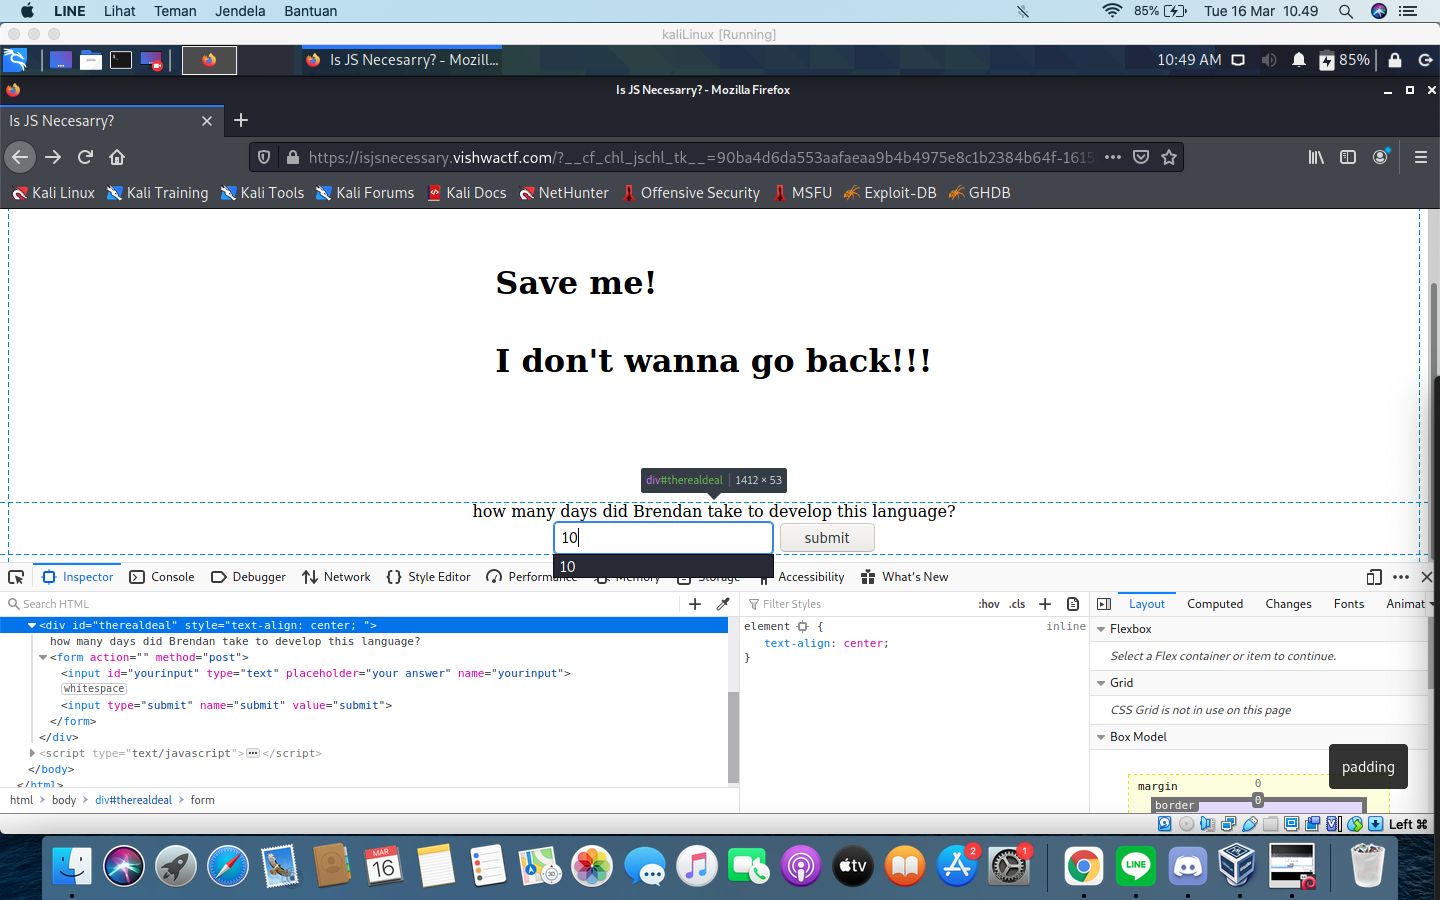 LINE Lihat Teman Jendela Bantuan 85% Tue 16 Mar 10.49
kaliLinux [Running]
Is JS Necesarry? - Mozill... 10:49 AM 85%
Is JS Necesarry? - Mozilla Firefox
Is JS Necesarry?
https://isjsnecessary.vishwactf.com/?__cf_chl_jschl_tk__=90ba4d6da553aafaeaa9b4b4975e8c1b2384b64f-1615
Kali Linux Kali Training Kali Tools Kali Forums Kali Docs NetHunter Offensive Security MSFU Exploit-DB GHDB
Save me!
I don't wanna go back!!!
div#therealdeal 1412 × 53
how many days did Brendan take to develop this language?
10 submit
10
Inspector Console Debugger Network Style Editor Performance Memory Storage Accessibility What's New
Search HTML Filter Styles :hov .cls Layout Computed Changes Fonts Animat
<div id="therealdeal" style="text-align: center; ">
how many days did Brendan take to develop this language?
<form action="" method="post">
<input id="yourinput" type="text" placeholder="your answer" name="yourinput">
whitespace
<input type="submit" name="submit" value="submit">
</form>
</div>
<script type="text/javascript"> </script>
</body>
</html>
html body div#therealdeal form
element { inline
text-align: center;
}
Flexbox
Select a Flex container or item to continue.
Grid
CSS Grid is not in use on this page
Box Model
padding
margin 0
border 0
Left ⌘
MAR
16
3D
tv
2
1
LINE